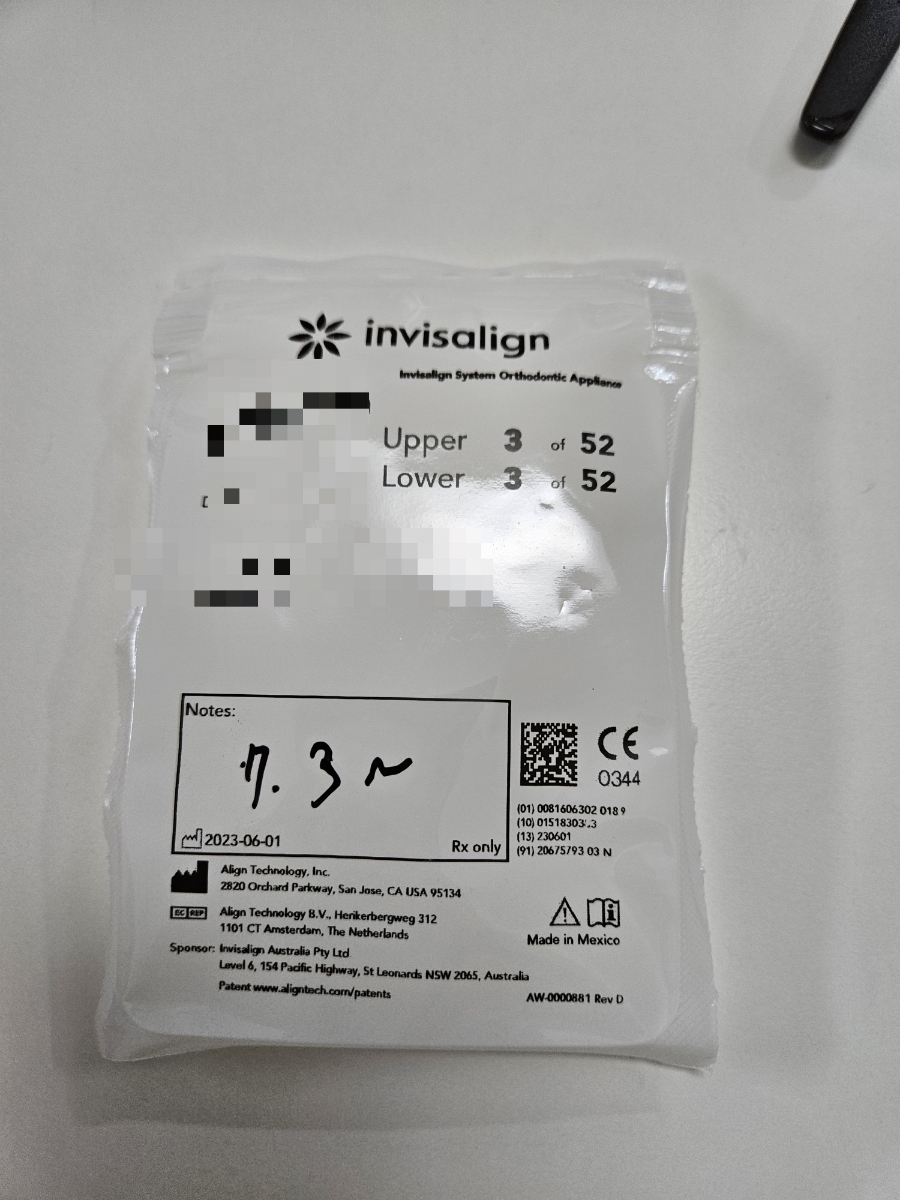 invisalign
Invisalign System Orthodontic Appliance
Upper 3 of 52
Lower 3 of 52
Notes:
7. 3 ~
2023-06-01
Rx only
CE
0344
(01) 0081606302 018 9
(10) 01518303
(13) 230601
(91) 20675793 03 N
Align Technology, Inc.
2820 Orchard Parkway, San Jose, CA USA 95134
EC REP
Align Technology B.V., Herikerbergweg 312
1101 CT Amsterdam, The Netherlands
Made in Mexico
Sponsor: Invisalign Australia Pty Ltd
Level 6, 154 Pacific Highway, St Leonards NSW 2065, Australia
Patent www.aligntech.com/patents
AW-0000881 Rev D